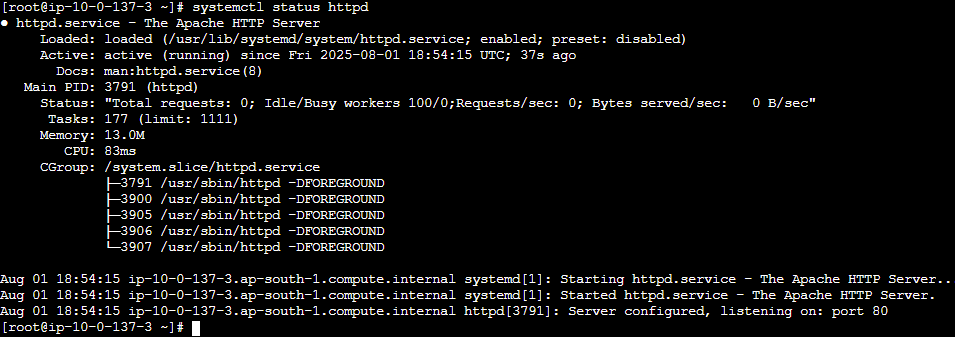 [root@ip-10-0-137-3 ~]# systemctl status httpd
● httpd.service - The Apache HTTP Server
     Loaded: loaded (/usr/lib/systemd/system/httpd.service; enabled; preset: disabled)
     Active: active (running) since Fri 2025-08-01 18:54:15 UTC; 37s ago
       Docs: man:httpd.service(8)
   Main PID: 3791 (httpd)
     Status: "Total requests: 0; Idle/Busy workers 100/0;Requests/sec: 0; Bytes served/sec:   0 B/sec"
      Tasks: 177 (limit: 1111)
     Memory: 13.0M
        CPU: 83ms
     CGroup: /system.slice/httpd.service
             ├─3791 /usr/sbin/httpd -DFOREGROUND
             ├─3900 /usr/sbin/httpd -DFOREGROUND
             ├─3905 /usr/sbin/httpd -DFOREGROUND
             ├─3906 /usr/sbin/httpd -DFOREGROUND
             └─3907 /usr/sbin/httpd -DFOREGROUND

Aug 01 18:54:15 ip-10-0-137-3.ap-south-1.compute.internal systemd[1]: Starting httpd.service - The Apache HTTP Server..
Aug 01 18:54:15 ip-10-0-137-3.ap-south-1.compute.internal systemd[1]: Started httpd.service - The Apache HTTP Server.
Aug 01 18:54:15 ip-10-0-137-3.ap-south-1.compute.internal httpd[3791]: Server configured, listening on: port 80
[root@ip-10-0-137-3 ~]#